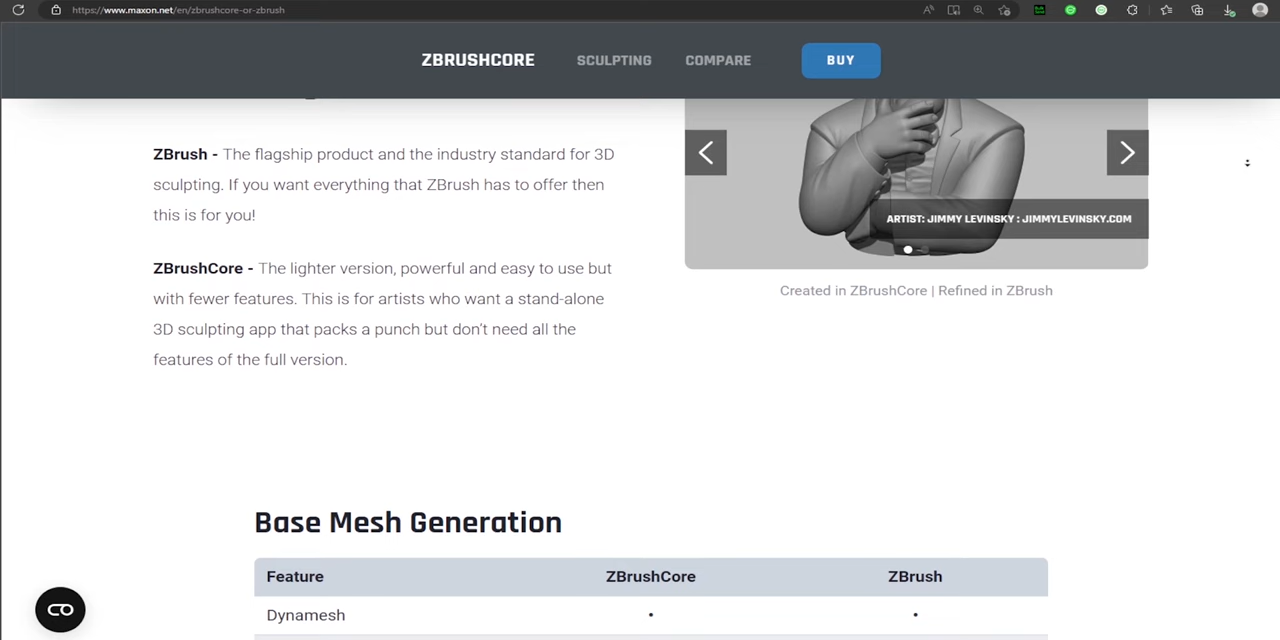 https://www.maxon.net/en/zbrushcore-or-zbrush
ZBRUSHCORE SCULPTING COMPARE BUY
ZBrush - The flagship product and the industry standard for 3D
sculpting. If you want everything that ZBrush has to offer then
this is for you!
ZBrushCore - The lighter version, powerful and easy to use but
with fewer features. This is for artists who want a stand-alone
3D sculpting app that packs a punch but don't need all the
features of the full version.
ARTIST: JIMMY LEVINSKY : JIMMYLEVINSKY.COM
Created in ZBrushCore | Refined in ZBrush
Base Mesh Generation
Feature ZBrushCore ZBrush
Dynamesh • •